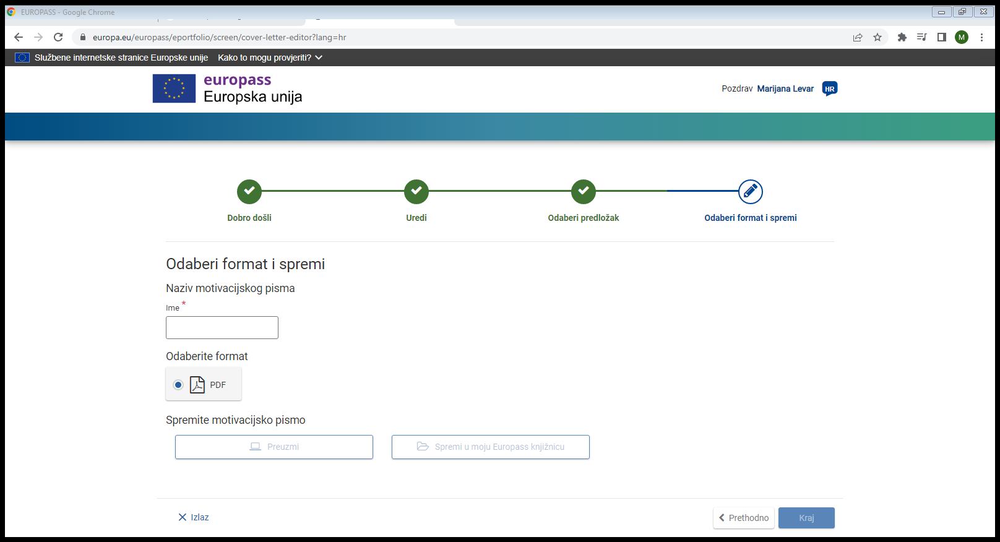 EUROPASS - Google Chrome
europa.eu/europass/eportfolio/screen/cover-letter-editor?lang=hr
M
Službene internetske stranice Europske unije Kako to mogu provjeriti?
europass
Europska unija
Pozdrav Marijana Levar HR
Dobro došli
Uredi
Odaberi predložak
Odaberi format i spremi
Odaberi format i spremi
Naziv motivacijskog pisma
Ime *
Odaberite format
PDF
Spremite motivacijsko pismo
Preuzmi
Spremi u moju Europass knjižnicu
Izlaz
Prethodno
Kraj